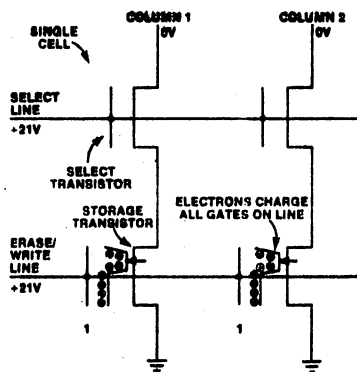 COLUMN 1
0V
COLUMN 2
0V
SINGLE
CELL
SELECT
LINE
+21V
SELECT
TRANSISTOR
STORAGE
TRANSISTOR
ELECTRONS CHARGE
ALL GATES ON LINE
ERASE/
WRITE
LINE
+21V
1
1